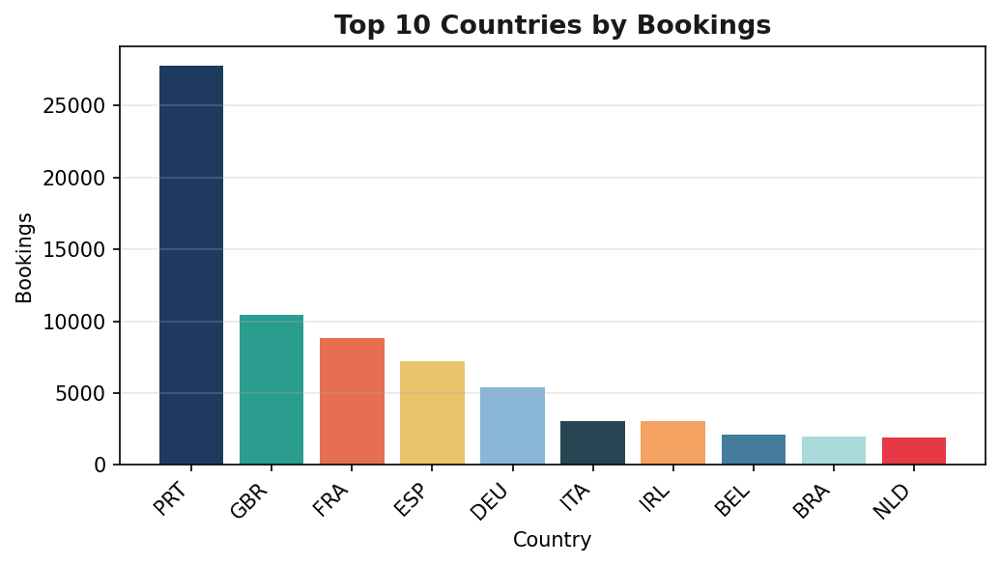 Top 10 Countries by Bookings
25000
20000
15000
10000
5000
0
Bookings
PRT
GBR
FRA
ESP
DEU
ITA
IRL
BEL
BRA
NLD
Country